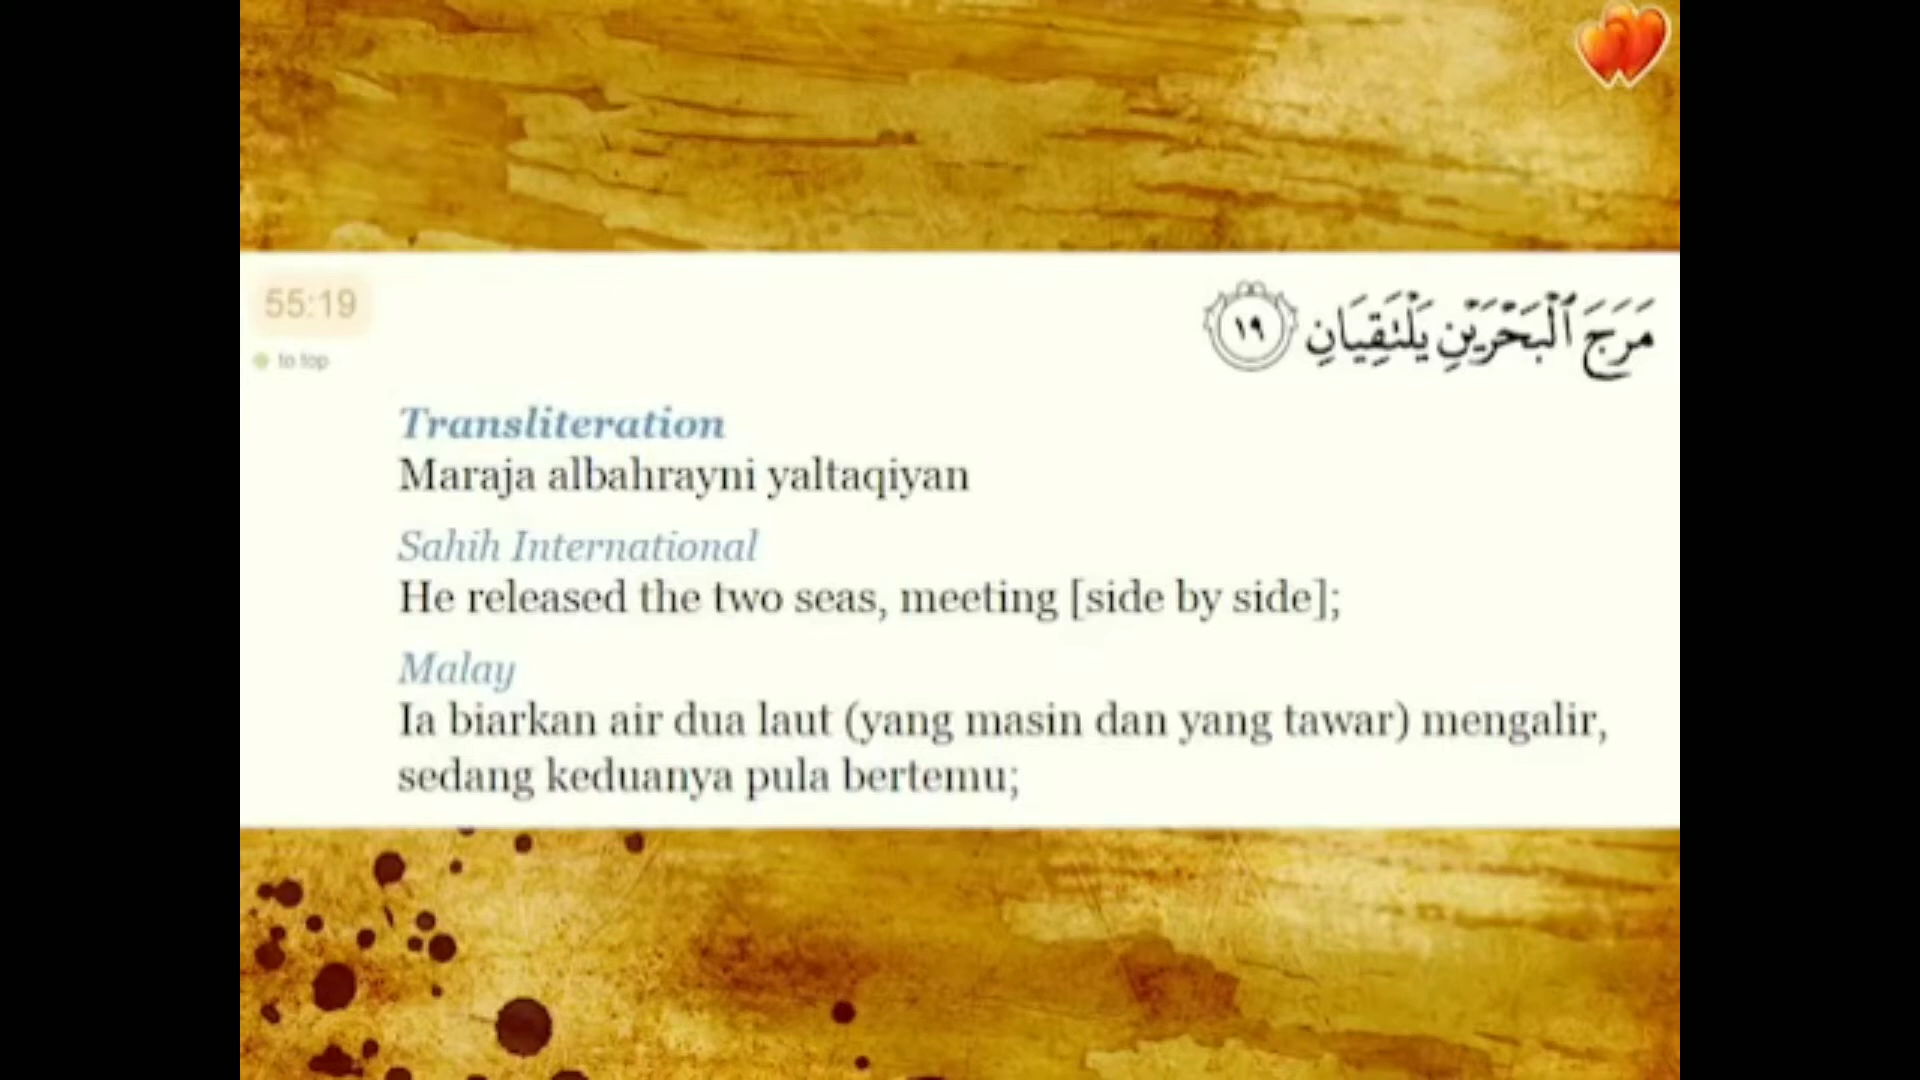 55:19
مَرَجَ ٱلْبَحْرَيْنِ يَلْتَقِيَانِ ١٩
to top
Transliteration
Maraja albahrayni yaltaqiyan
Sahih International
He released the two seas, meeting [side by side];
Malay
Ia biarkan air dua laut (yang masin dan yang tawar) mengalir,
sedang keduanya pula bertemu;